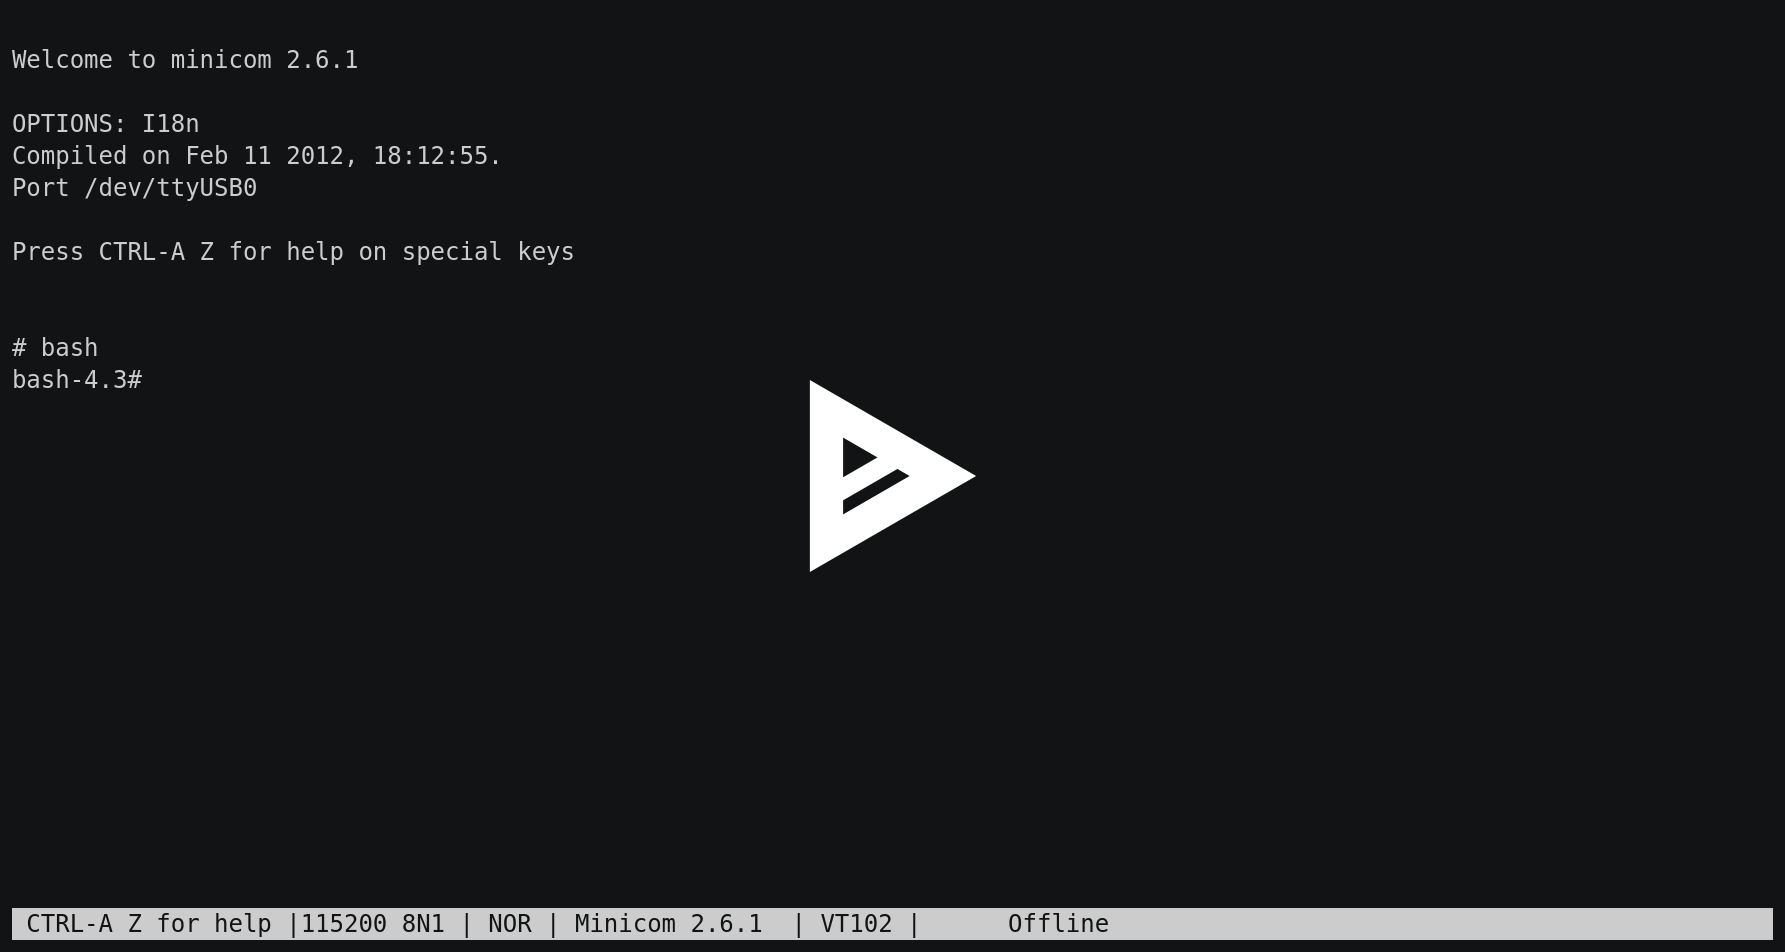 Welcome to minicom 2.6.1
OPTIONS: I18n
Compiled on Feb 11 2012, 18:12:55.
Port /dev/ttyUSB0
Press CTRL-A Z for help on special keys
# bash
bash-4.3#
CTRL-A Z for help |115200 8N1 | NOR | Minicom 2.6.1  | VT102 |      Offline